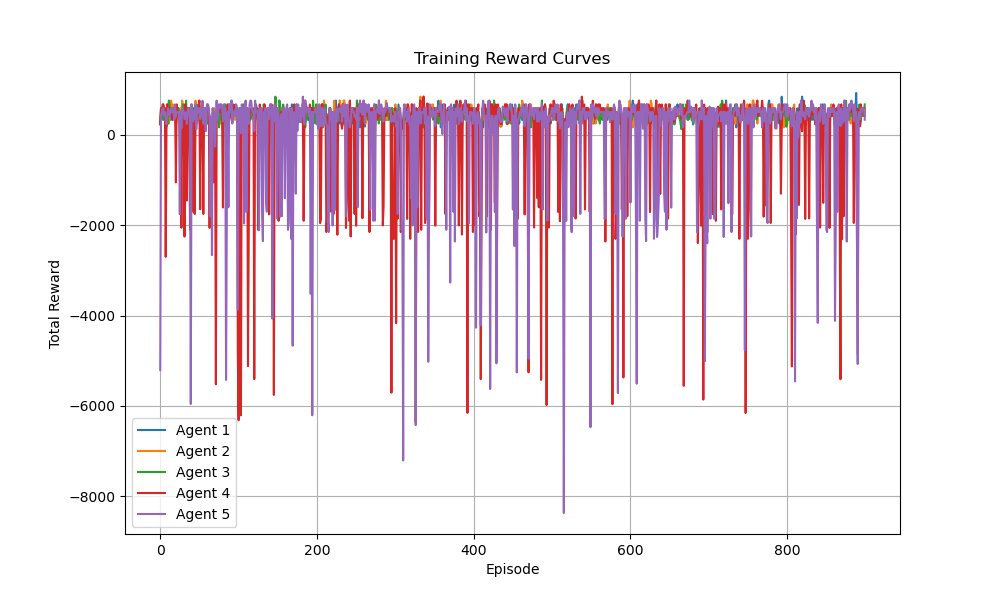 Training Reward Curves
Total Reward
0
−2000
−4000
−6000
−8000
Agent 1
Agent 2
Agent 3
Agent 4
Agent 5
0 200 400 600 800
Episode